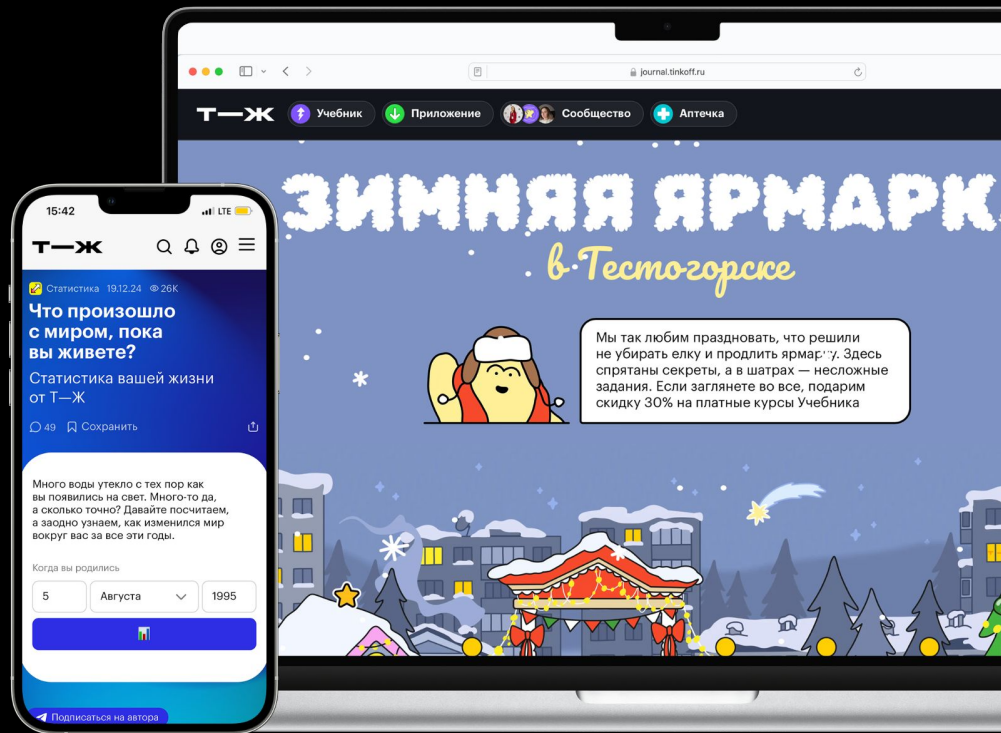 journal.tinkoff.ru
Т—Ж
Учебник
Приложение
Сообщество
Аптечка
ЗИМНЯЯ ЯРМАРК
в Тестогорске
Мы так любим праздновать, что решили
не убирать елку и продлить ярмарку. Здесь
спрятаны секреты, а в шатрах — несложные
задания. Если заглянете во все, подарим
скидку 30% на платные курсы Учебника
15:42
LTE
Т—Ж
Статистика 19.12.24 26K
Что произошло
с миром, пока
вы живете?
Статистика вашей жизни
от Т—Ж
49 Сохранить
Много воды утекло с тех пор как
вы появились на свет. Много-то да,
а сколько точно? Давайте посчитаем,
а заодно узнаем, как изменился мир
вокруг вас за все эти годы.
Когда вы родились
5 Августа 1995
Подписаться на автора